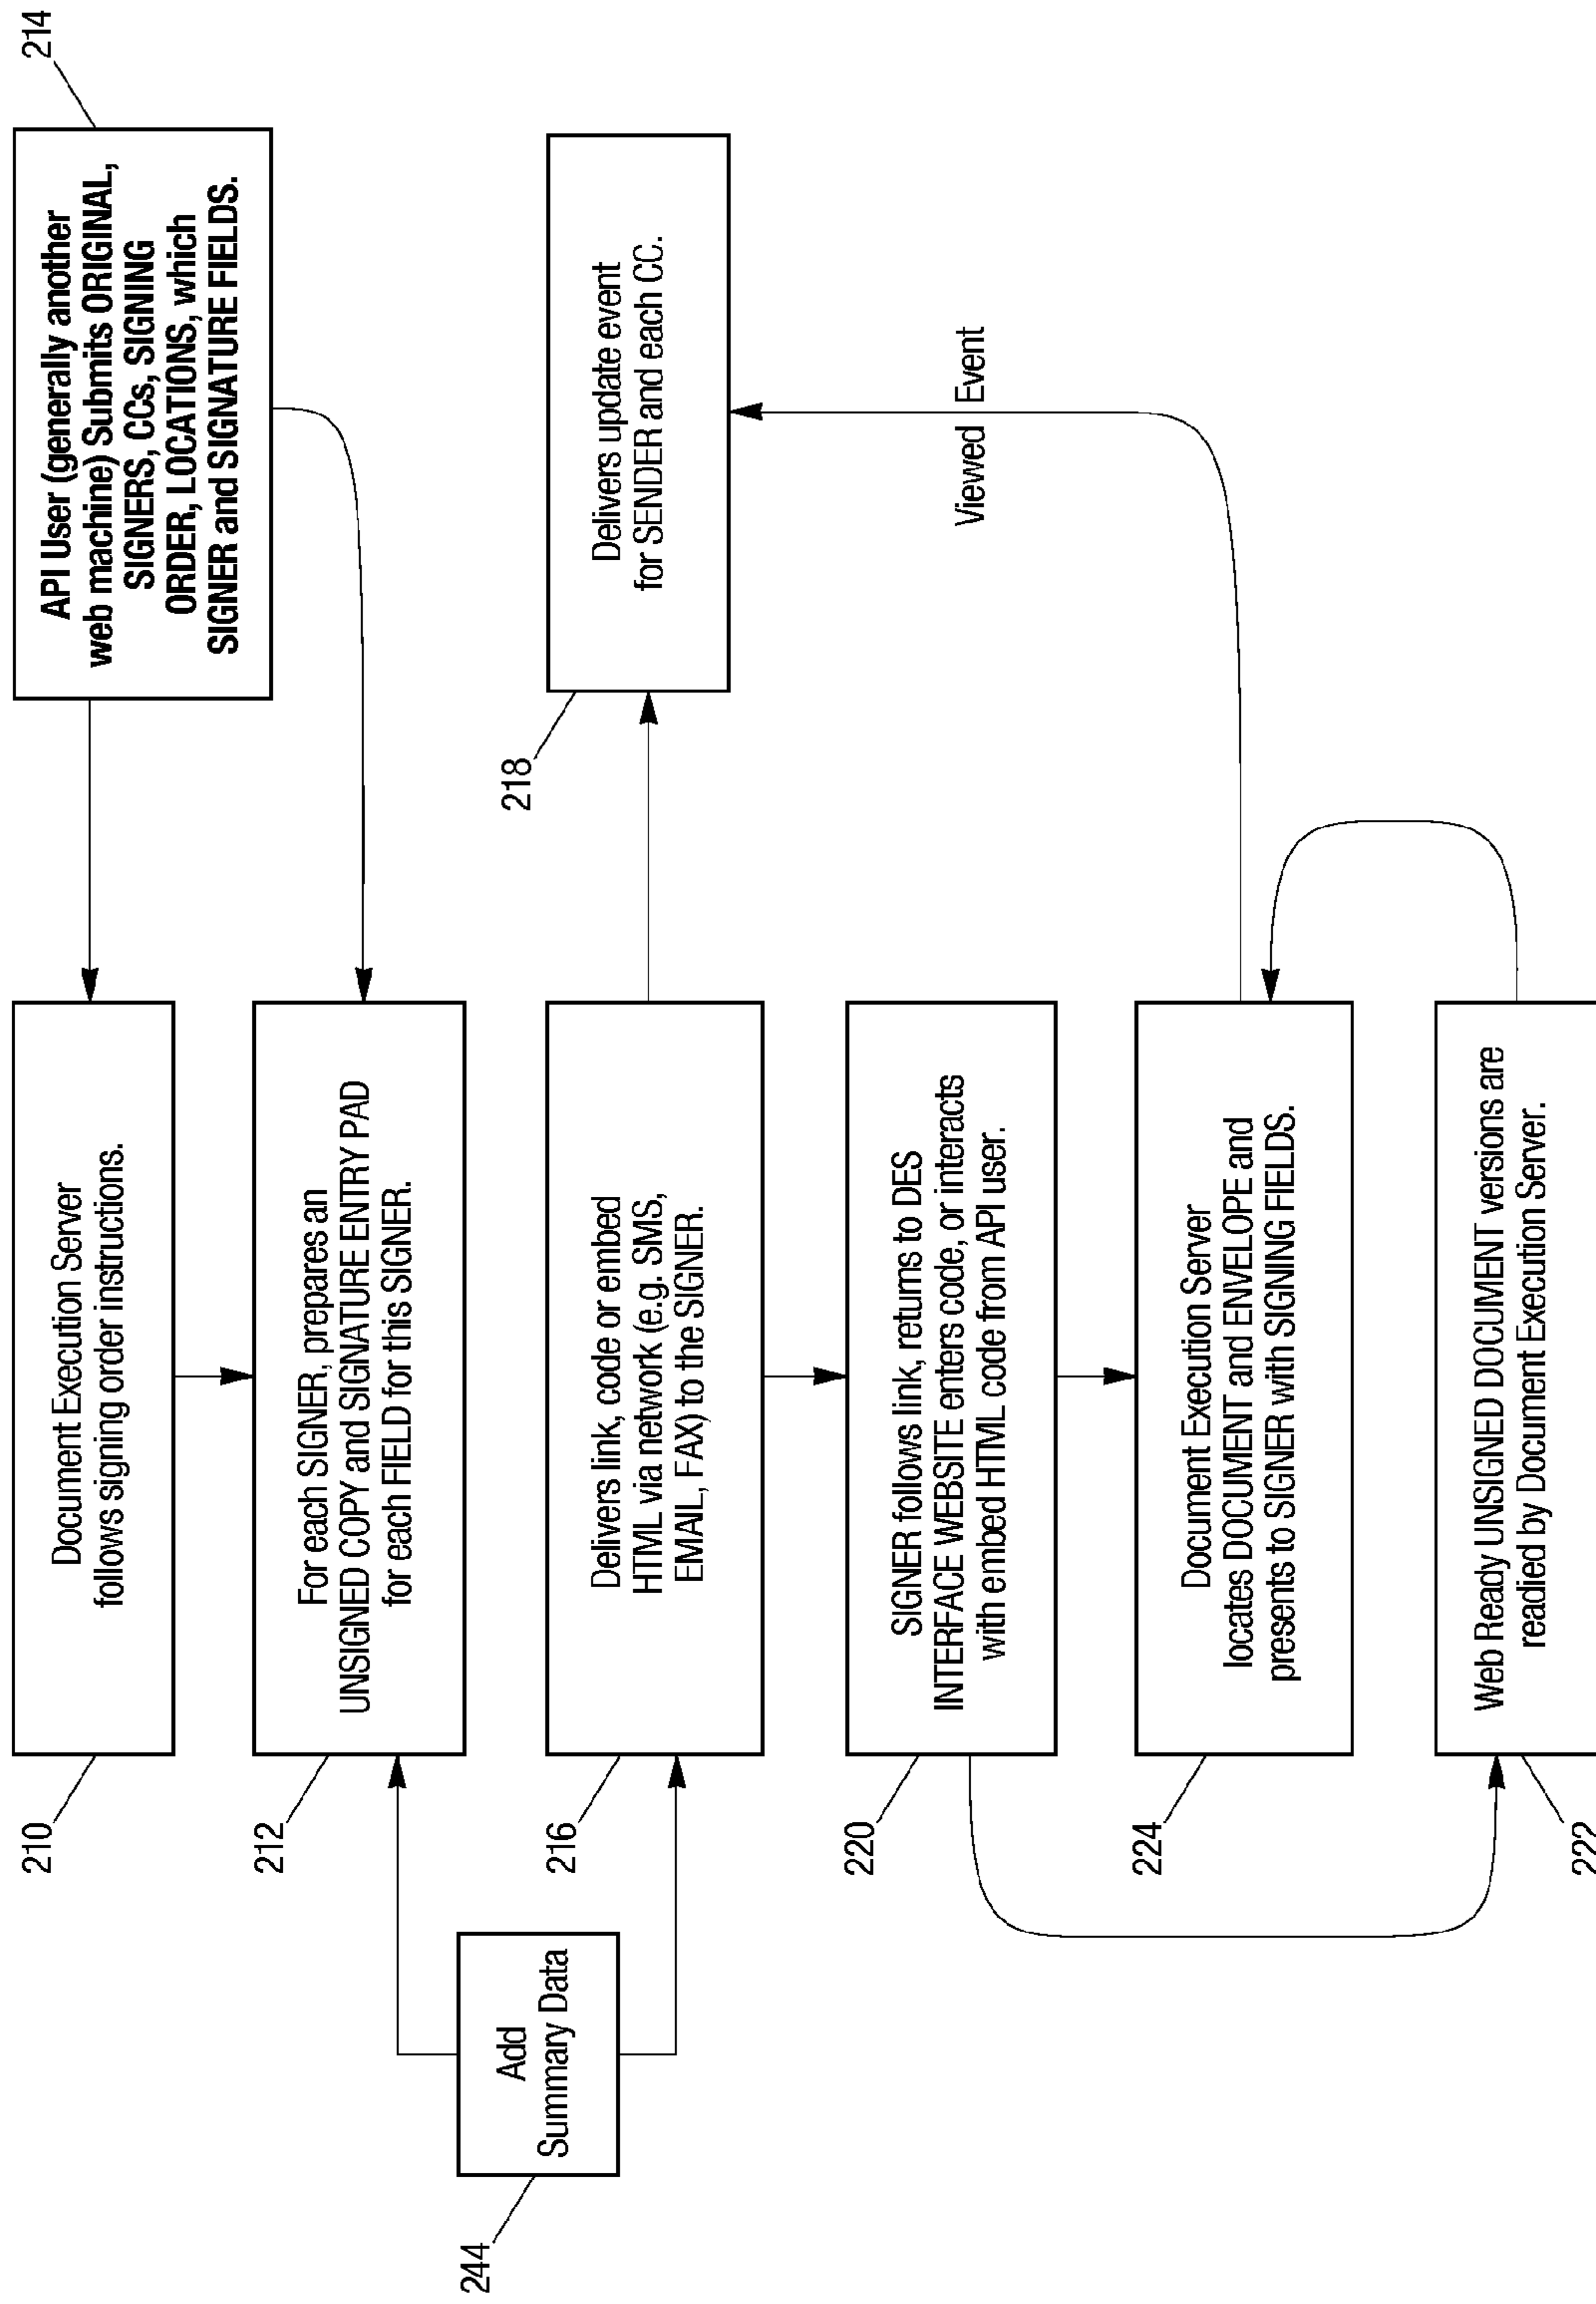 210
Document Execution Server
follows signing order instructions.
214
API User (generally another
web machine) Submits ORIGINAL,
SIGNERS, CCs, SIGNING
ORDER, LOCATIONS, which
SIGNER and SIGNATURE FIELDS.
212
For each SIGNER, prepares an
UNSIGNED COPY and SIGNATURE ENTRY PAD
for each FIELD for this SIGNER.
244
Add
Summary Data
216
Delivers link, code or embed
HTML via network (e.g. SMS,
EMAIL, FAX) to the SIGNER.
218
Delivers update event
for SENDER and each CC.
220
SIGNER follows link, returns to DES
INTERFACE WEBSITE enters code, or interacts
with embed HTML code from API user.
Viewed Event
224
Document Execution Server
locates DOCUMENT and ENVELOPE and
presents to SIGNER with SIGNING FIELDS.
222
Web Ready UNSIGNED DOCUMENT versions are
readied by Document Execution Server.